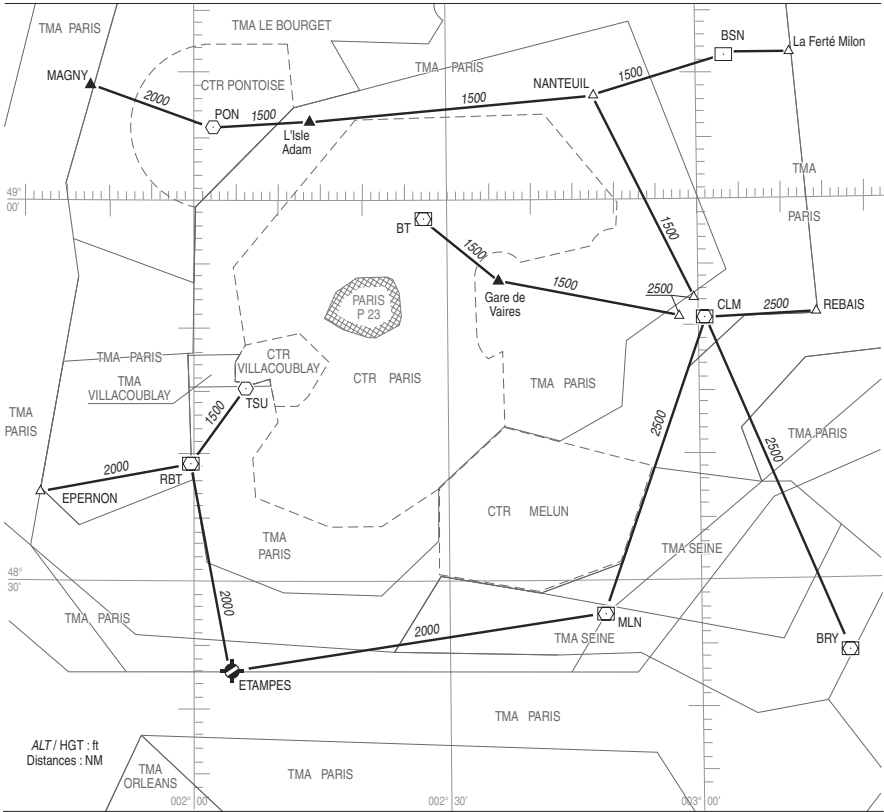 TMA PARIS
TMA LE BOURGET
BSN
La Ferté Milon
MAGNY
TMA PARIS
CTR PONTOISE
NANTEUIL
1500
2000
PON
1500
1500
L'Isle
Adam
TMA
PARIS
49°
00'
BT
1500
1500
1500
2500
PARIS
P 23
Gare de
Vaires
CLM
2500
REBAIS
TMA PARIS
CTR
VILLACOUBLAY
TMA
VILLACOUBLAY
CTR PARIS
TMA PARIS
TSU
TMA
PARIS
1500
2500
2500
TMA PARIS
2000
RBT
EPERNON
CTR MELUN
TMA
PARIS
TMA SEINE
48°
30'
2000
TMA PARIS
MLN
2000
TMA SEINE
BRY
ETAMPES
TMA PARIS
ALT / HGT : ft
Distances : NM
TMA
ORLEANS
TMA PARIS
002° 00'
002° 30'
003° 00'